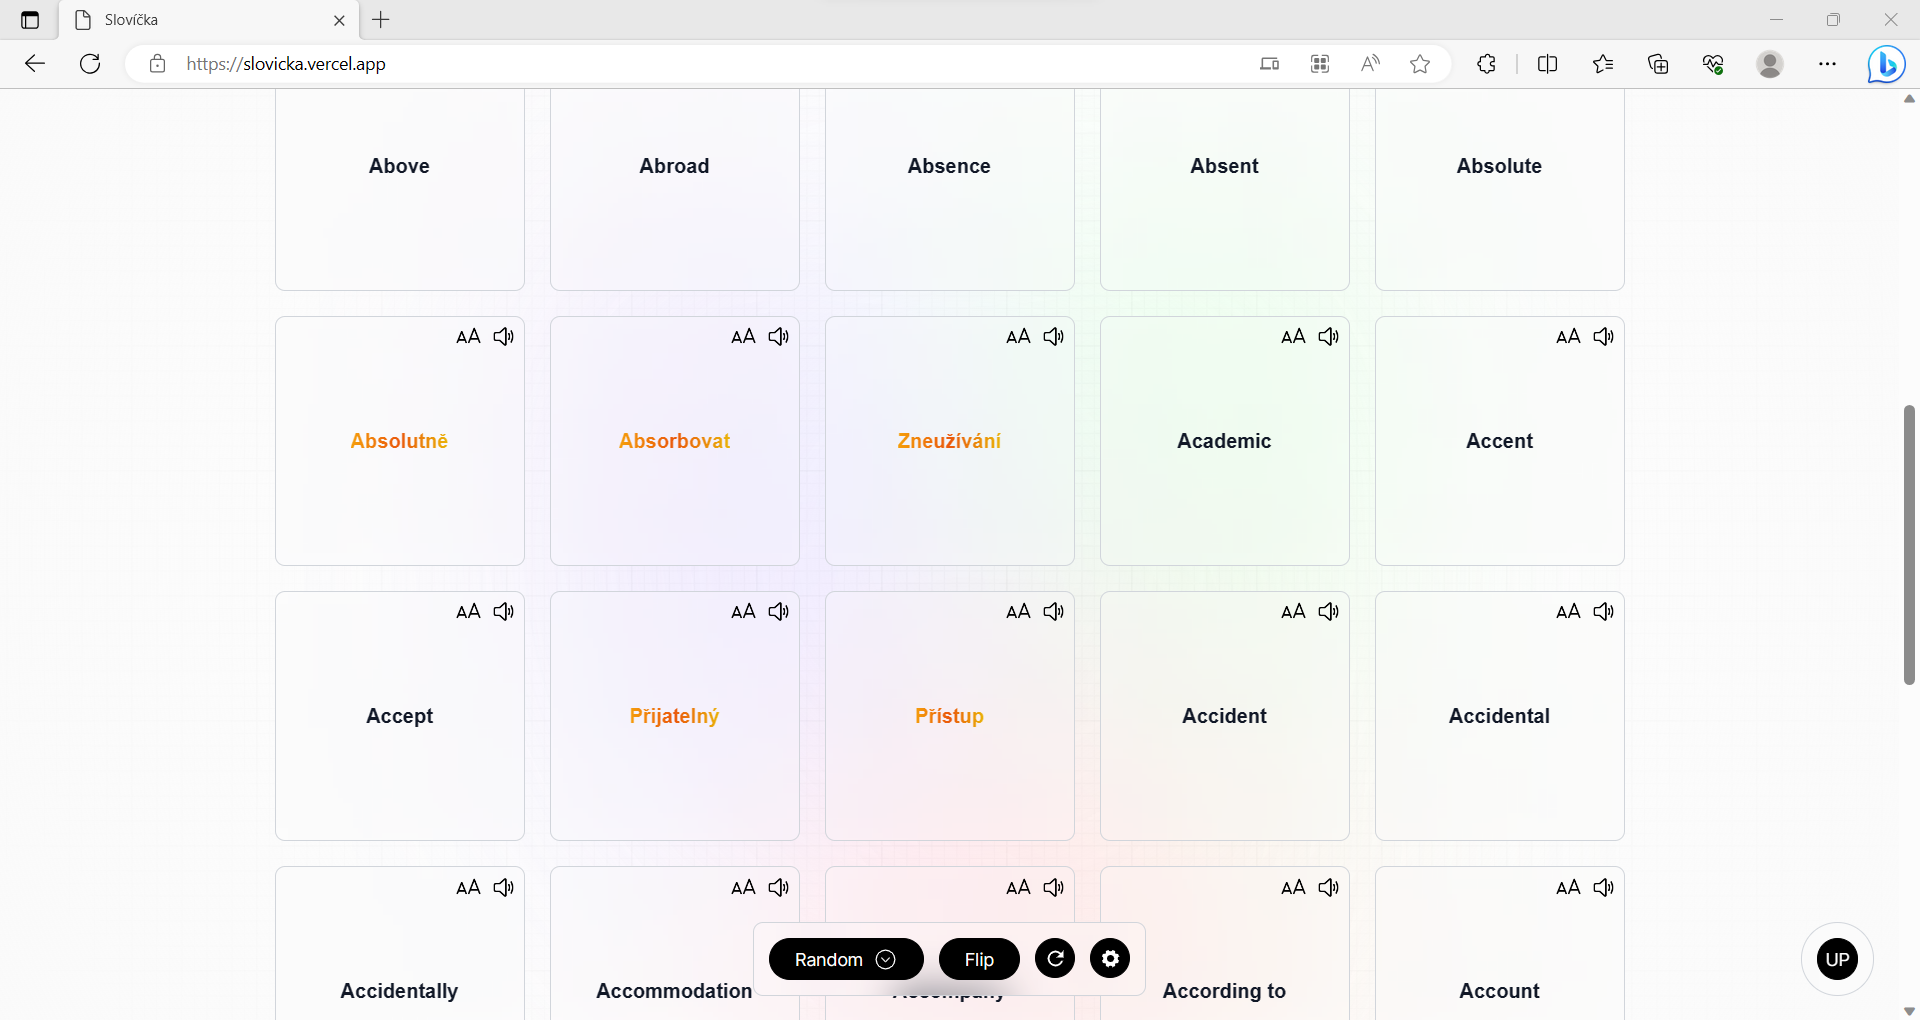 Slovíčka
https://slovicka.vercel.app
Above
Abroad
Absence
Absent
Absolute
AA
AA
AA
AA
AA
Absolutně
Absorbovat
Zneužívání
Academic
Accent
AA
AA
AA
AA
AA
Accept
Přijatelný
Přístup
Accident
Accidental
AA
AA
AA
AA
AA
Random
Flip
UP
Accidentally
Accommodation
Accompany
According to
Account